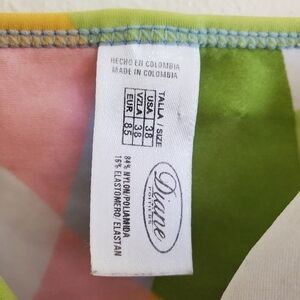 HECHO EN COLOMBIA
MADE IN COLOMBIA
TALLA / SIZE
USA 38
VZLA 38
EUR 85
Diane
POITIERS
84% NYLON/POLIAMIDA
16% ELASTOMERO/ELASTAN